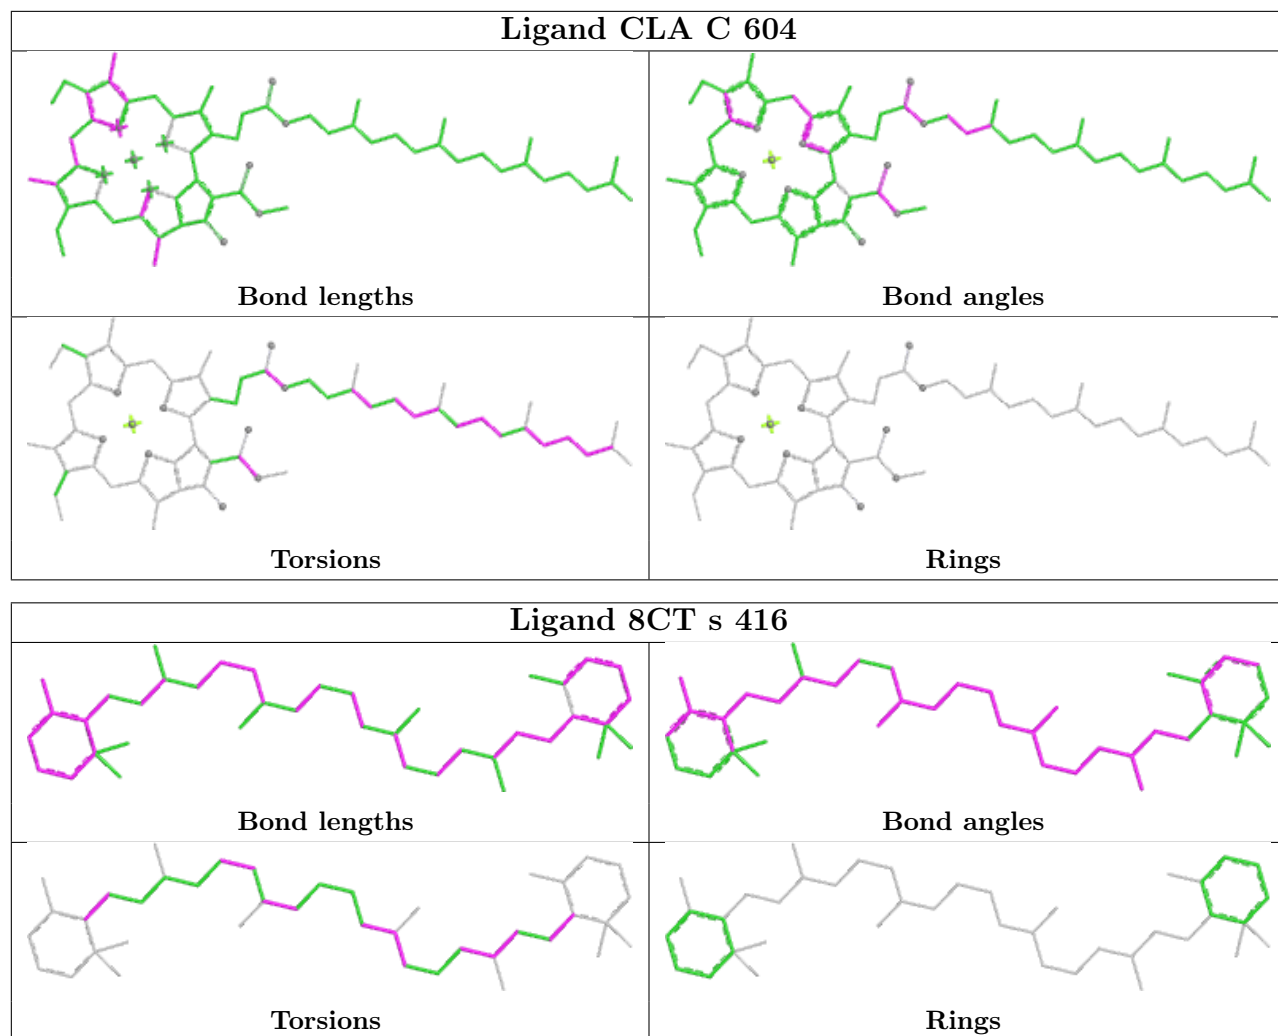 Ligand CLA C 604
Bond lengths
Bond angles
Torsions
Rings
Ligand 8CT s 416
Bond lengths
Bond angles
Torsions
Rings